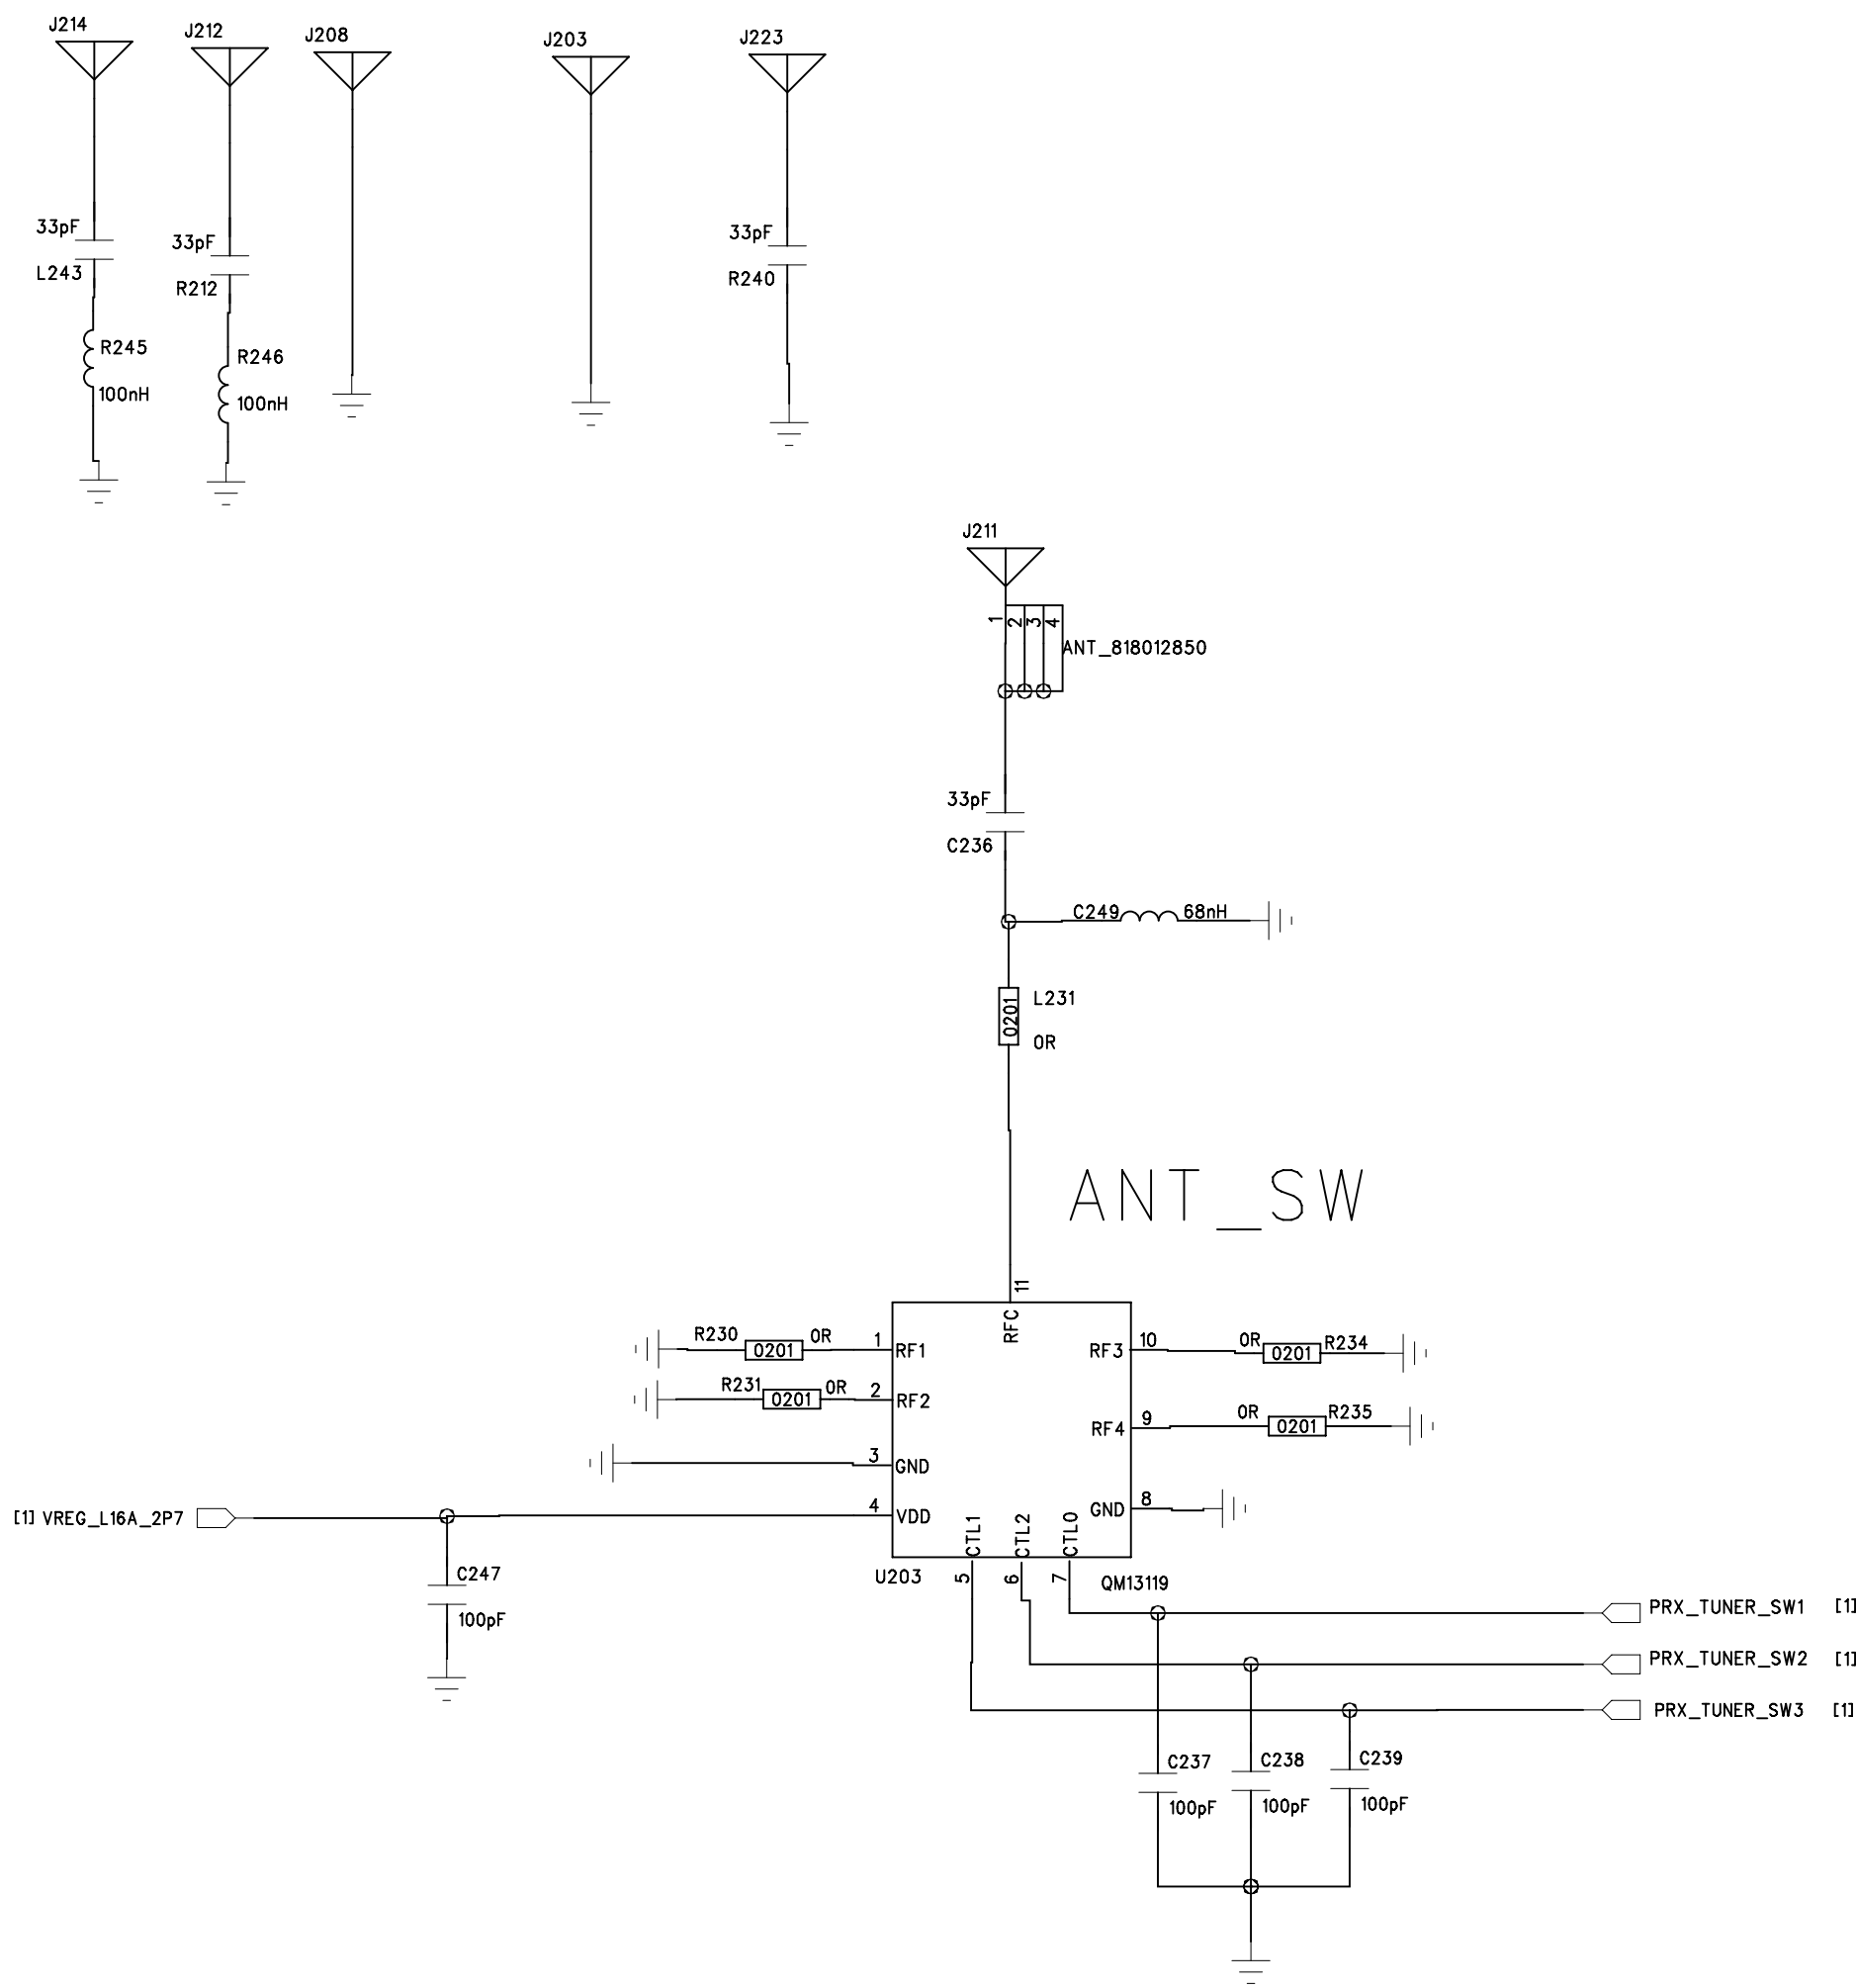 J214
J212
J208
J203
J223
33pF
L243
33pF
R212
33pF
R240
R245
100nH
R246
100nH
J211
1
2
3
4
ANT_818012850
33pF
C236
C249
68nH
0201
L231
0R
ANT_SW
11
RFC
R230
0201
0R
1
RF1
RF3
10
0R
0201
R234
R231
0201
0R
2
RF2
RF4
9
0R
0201
R235
3
GND
GND
8
[1] VREG_L16A_2P7
4
VDD
CTL1
CTL2
CTL0
U203
5
6
7
QM13119
C247
100pF
PRX_TUNER_SW1 [1]
PRX_TUNER_SW2 [1]
PRX_TUNER_SW3 [1]
C237
100pF
C238
100pF
C239
100pF